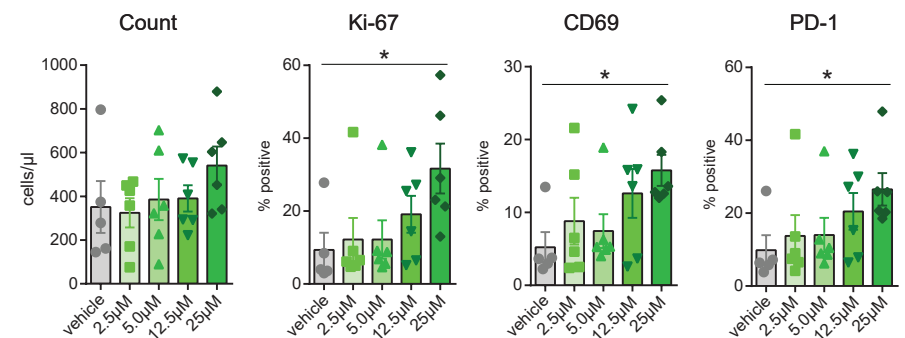 Count
cells/μl
1000
800
600
400
200
0
vehicle
2.5μM
5.0μM
12.5μM
25μM
Ki-67
*
% positive
60
40
20
0
vehicle
2.5μM
5.0μM
12.5μM
25μM
CD69
*
% positive
30
20
10
0
vehicle
2.5μM
5.0μM
12.5μM
25μM
PD-1
*
% positive
60
40
20
0
vehicle
2.5μM
5.0μM
12.5μM
25μM